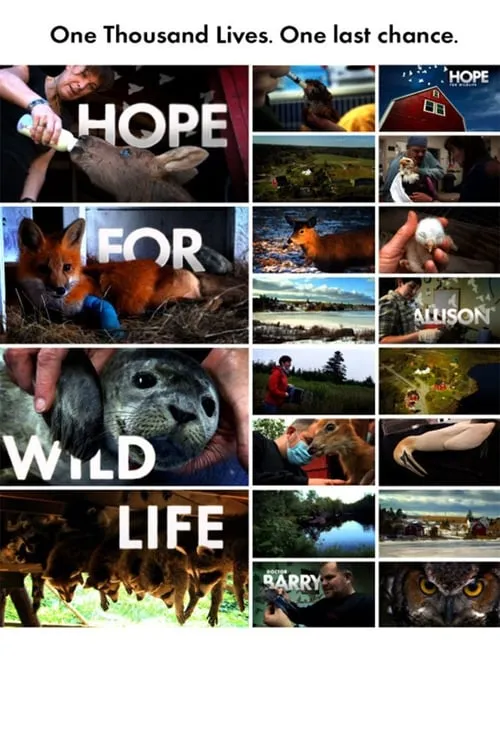 One Thousand Lives. One last chance.
HOPE
HOPE
FOR WILDLIFE
FOR
ALLISON
WILD
LIFE
DOCTOR
BARRY